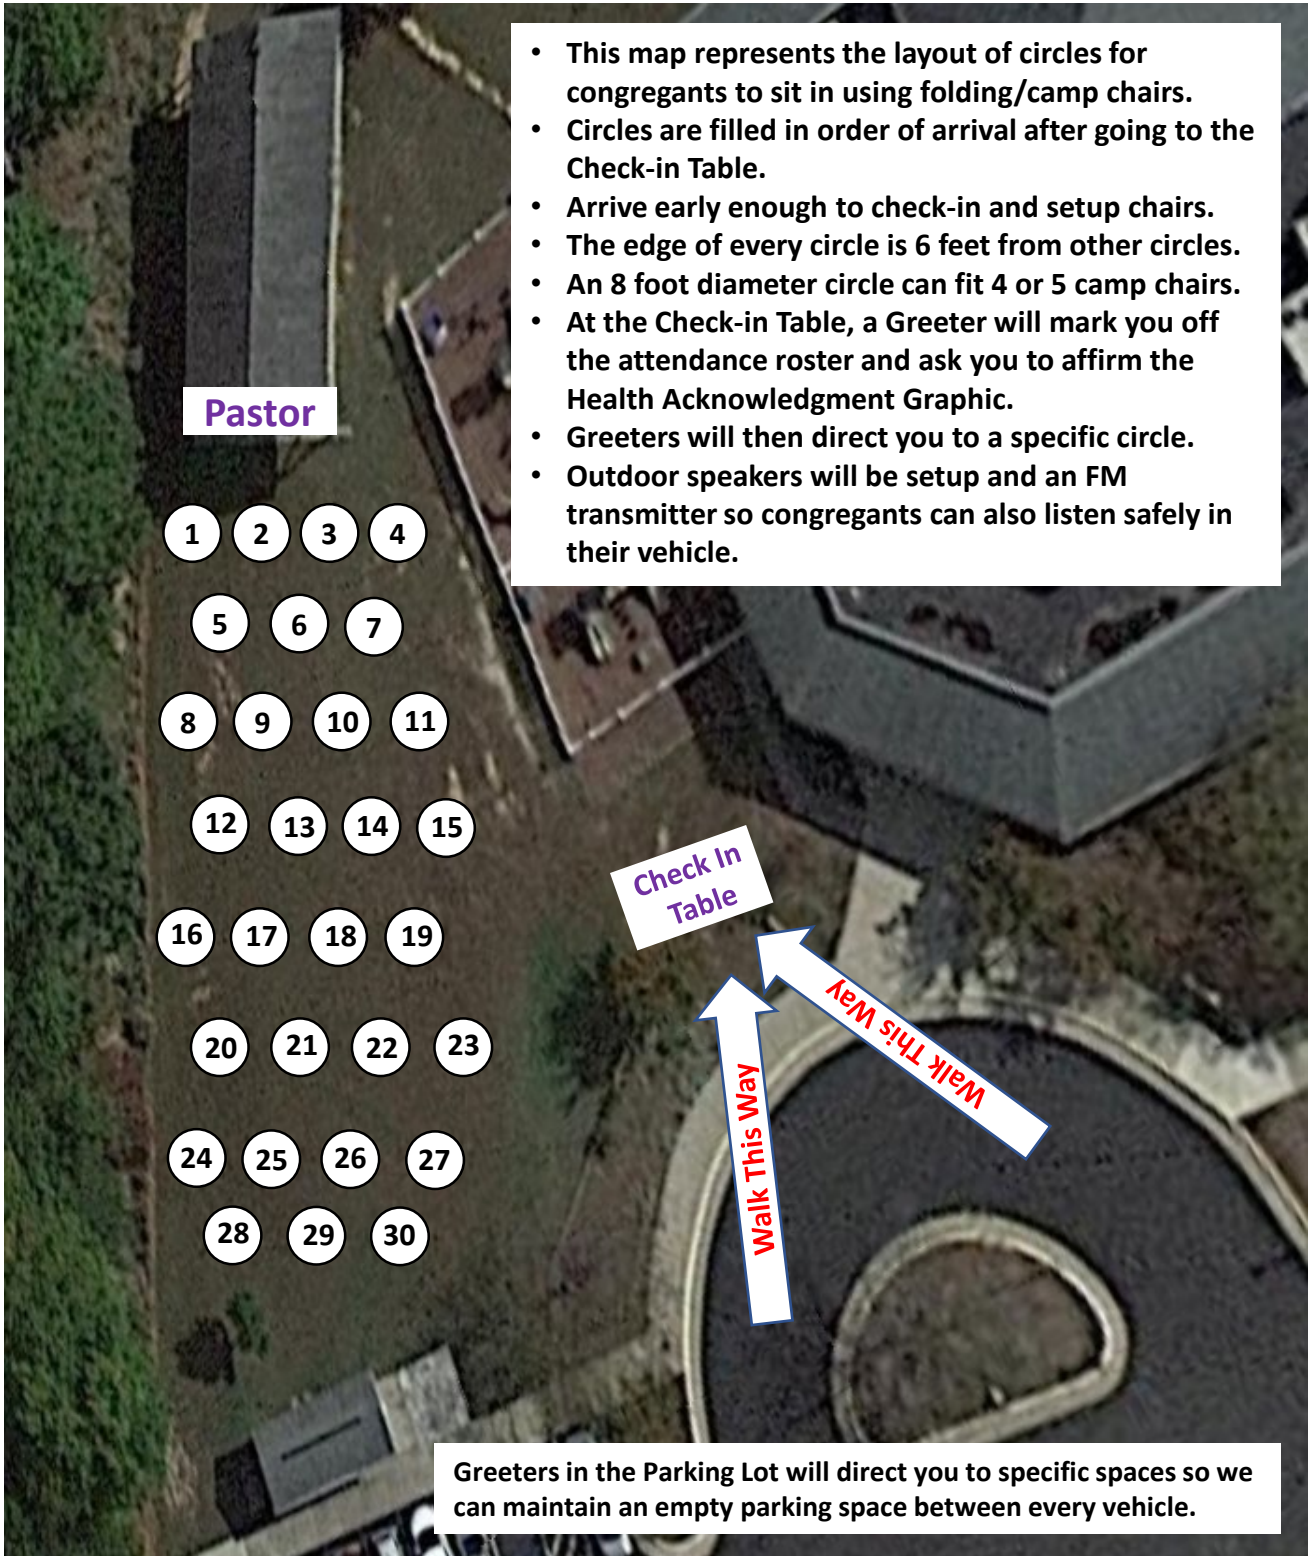 • This map represents the layout of circles for
congregants to sit in using folding/camp chairs.
• Circles are filled in order of arrival after going to the
Check-in Table.
• Arrive early enough to check-in and setup chairs.
• The edge of every circle is 6 feet from other circles.
• An 8 foot diameter circle can fit 4 or 5 camp chairs.
• At the Check-in Table, a Greeter will mark you off
the attendance roster and ask you to affirm the
Health Acknowledgment Graphic.
• Greeters will then direct you to a specific circle.
• Outdoor speakers will be setup and an FM
transmitter so congregants can also listen safely in
their vehicle.
Pastor
1 2 3 4
5 6 7
8 9 10 11
12 13 14 15
16 17 18 19
20 21 22 23
24 25 26 27
28 29 30
Check In
Table
Walk This Way
Walk This Way
Greeters in the Parking Lot will direct you to specific spaces so we
can maintain an empty parking space between every vehicle.